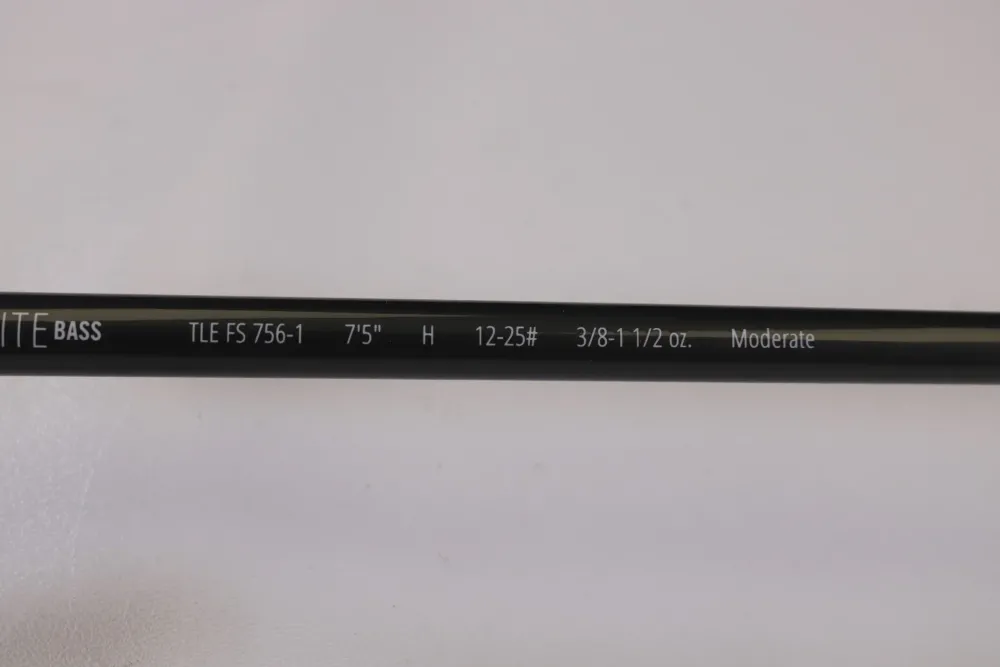 ITE BASS TLE FS 756-1 7'5" H 12-25# 3/8-1 1/2 oz. Moderate